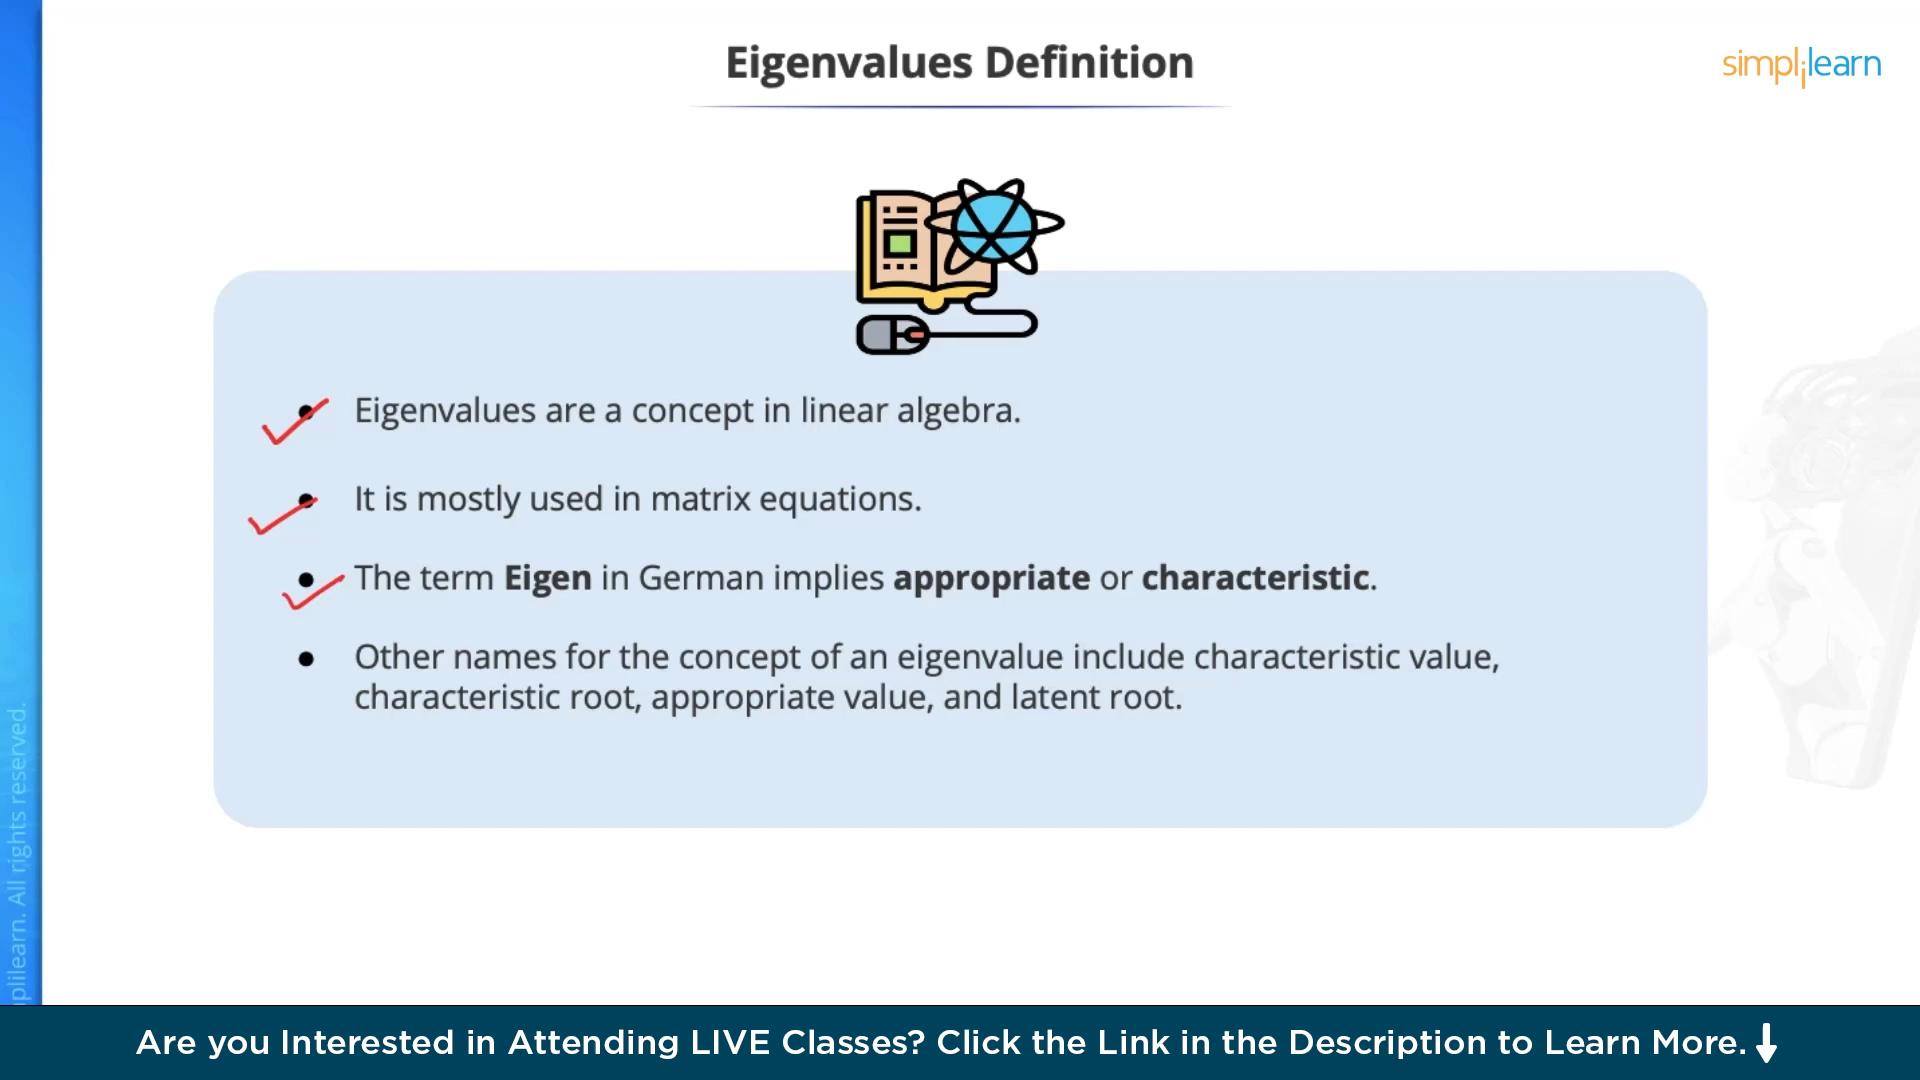 Eigenvalues Definition
simplilearn
• Eigenvalues are a concept in linear algebra.
• It is mostly used in matrix equations.
• The term Eigen in German implies appropriate or characteristic.
• Other names for the concept of an eigenvalue include characteristic value,
characteristic root, appropriate value, and latent root.
plilearn. All rights reserved.
Are you Interested in Attending LIVE Classes? Click the Link in the Description to Learn More.